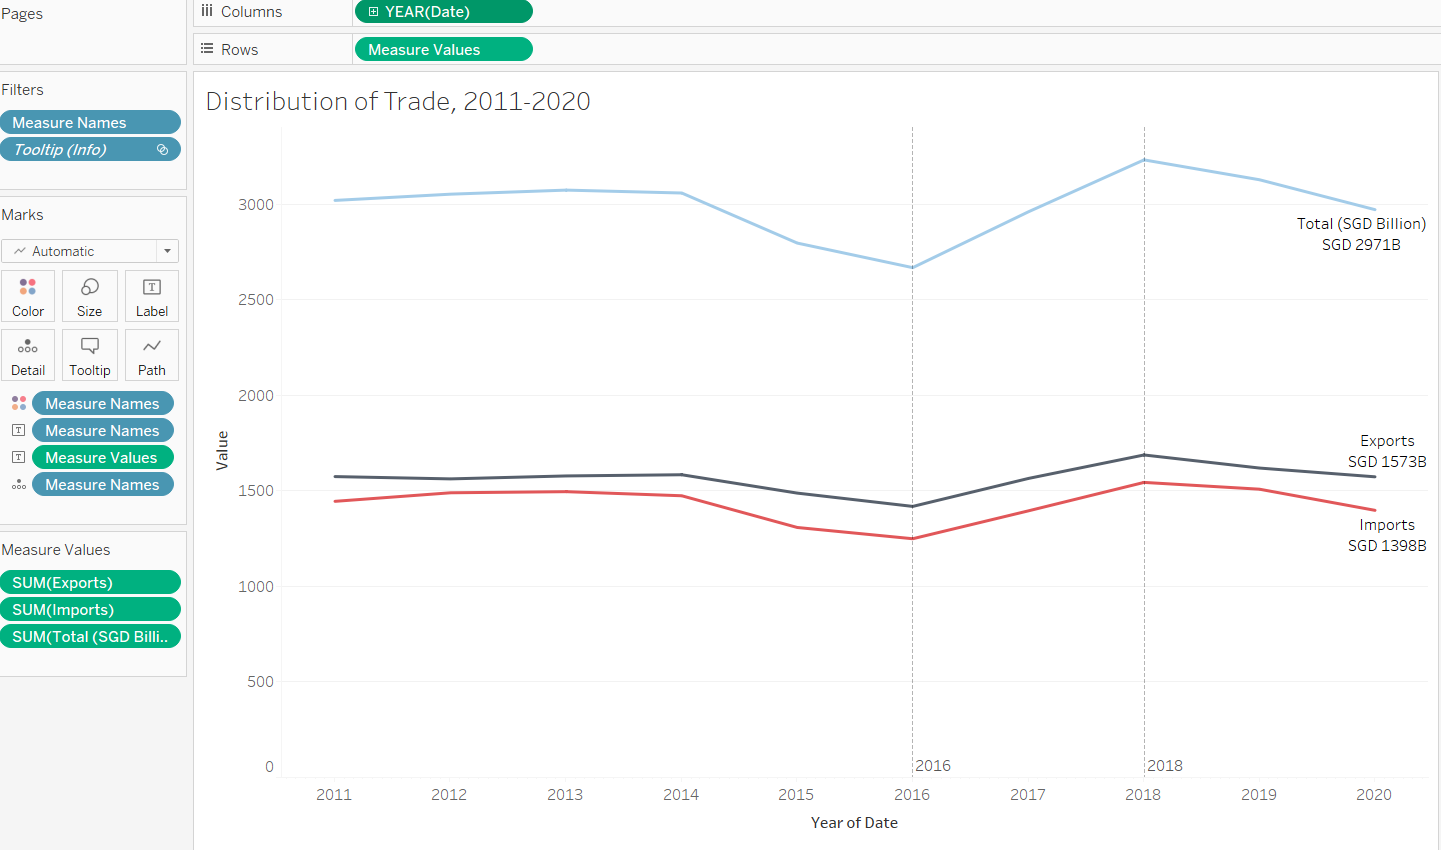 Pages
Columns
YEAR(Date)
Rows
Measure Values
Filters
Measure Names
Tooltip (Info)
Marks
Automatic
Color
Size
T
Label
Detail
Tooltip
Path
Measure Names
T
Measure Names
T
Measure Values
Measure Names
Measure Values
SUM(Exports)
SUM(Imports)
SUM(Total (SGD Billi..
Distribution of Trade, 2011-2020
3000
2500
2000
1500
1000
500
0
Value
Total (SGD Billion)
SGD 2971B
Exports
SGD 1573B
Imports
SGD 1398B
2016
2018
2011
2012
2013
2014
2015
2016
2017
2018
2019
2020
Year of Date